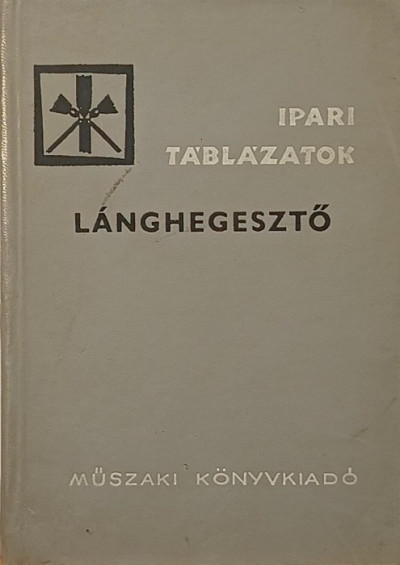 IPARI
TÁBLÁZATOK
LÁNGHEGESZTŐ
MŰSZAKI KÖNYVKIADÓ